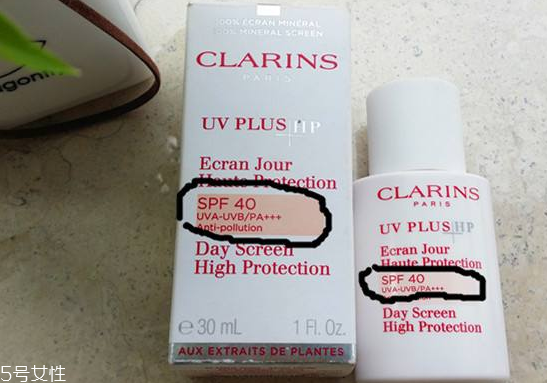 100% ECRAN MINERAL
100% MINERAL SCREEN
CLARINS
PARIS
UV PLUS HP
Ecran Jour
Haute Protection
SPF 40
UVA-UVB/PA+++
Anti-pollution
Day Screen
High Protection
e 30 mL 1 Fl. Oz.
AUX EXTRAITS DE PLANTES
CLARINS
PARIS
UV PLUS HP
Ecran Jour
Haute Protection
SPF 40
UVA-UVB/PA+++
Day Screen
High Protection
5号女性